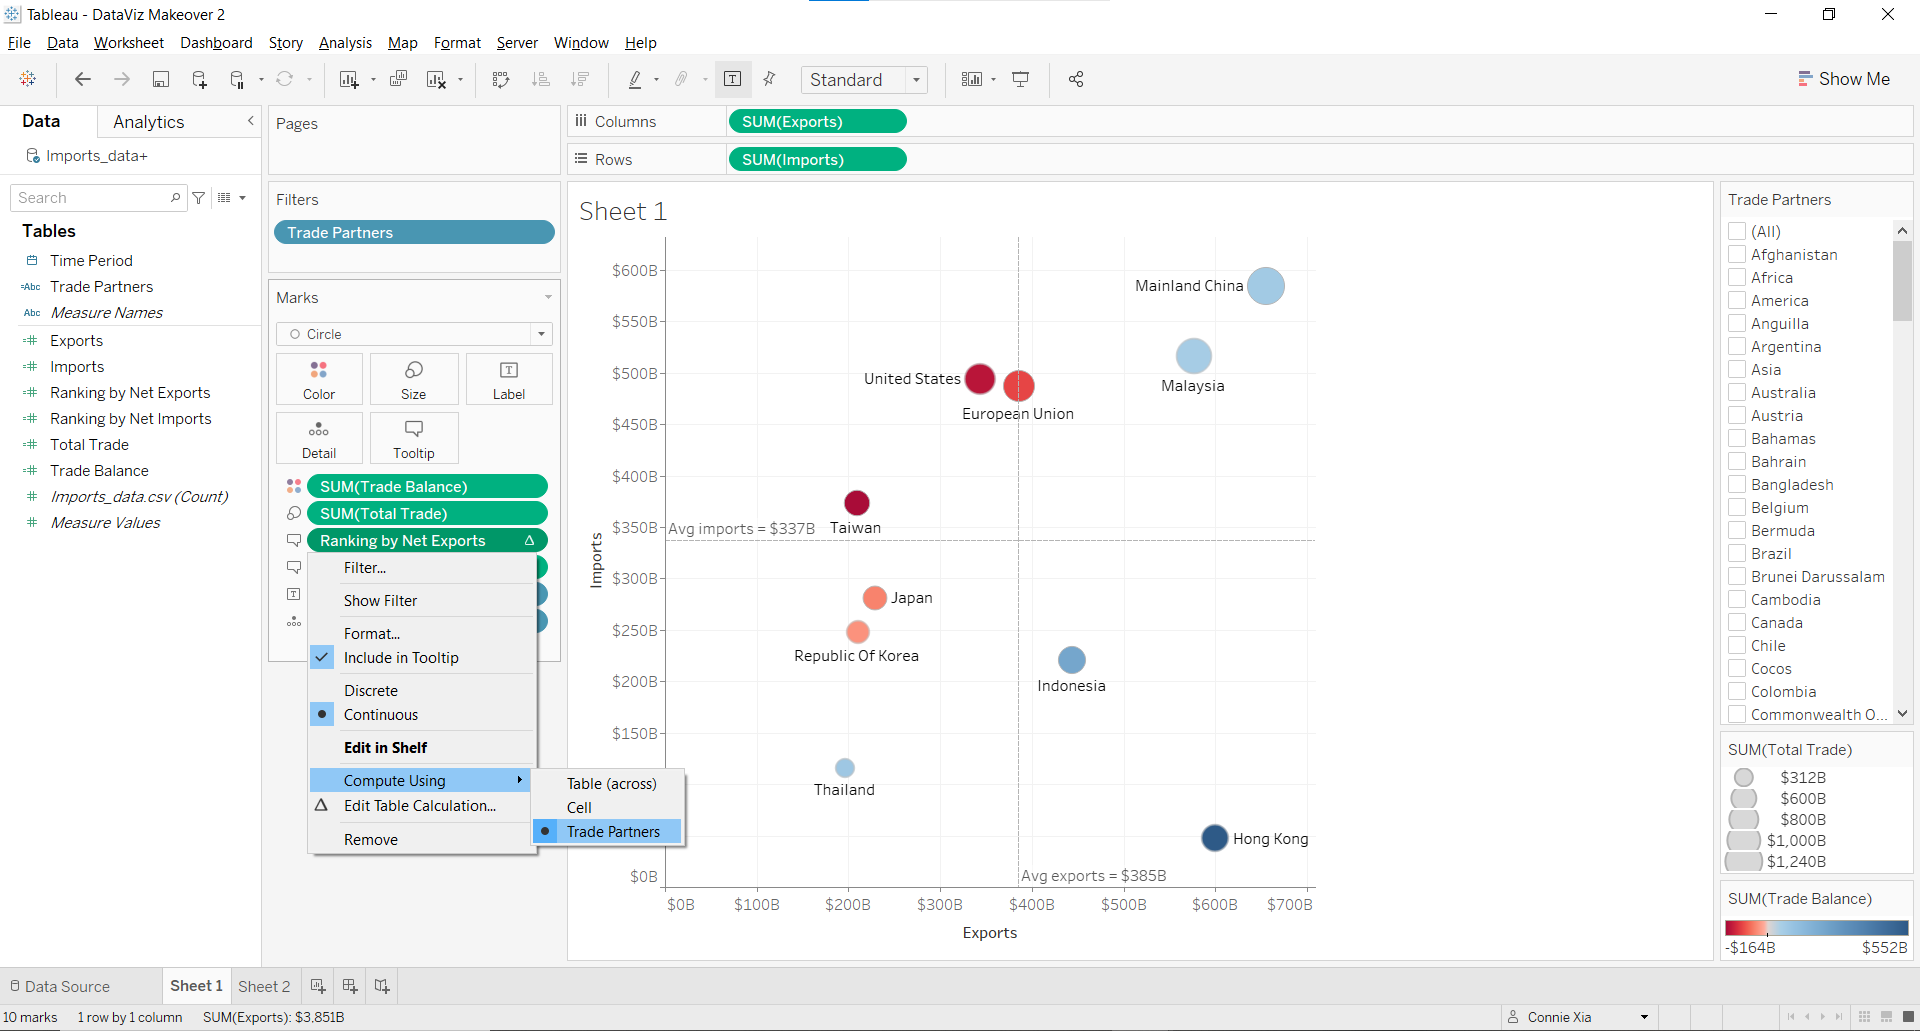 Tableau - DataViz Makeover 2
File Data Worksheet Dashboard Story Analysis Map Format Server Window Help
Standard
Show Me
Data Analytics
Imports_data+
Search
Tables
Time Period
Abc Trade Partners
Abc Measure Names
Exports
Imports
Ranking by Net Exports
Ranking by Net Imports
Total Trade
Trade Balance
Imports_data.csv (Count)
Measure Values
Pages
Filters
Trade Partners
Marks
Circle
Color Size Label
Detail Tooltip
SUM(Trade Balance)
SUM(Total Trade)
Ranking by Net Exports
Filter...
Show Filter
Format...
Include in Tooltip
Discrete
Continuous
Edit in Shelf
Compute Using
Edit Table Calculation...
Remove
Table (across)
Cell
Trade Partners
Columns SUM(Exports)
Rows SUM(Imports)
Sheet 1
$600B
$550B
$500B
$450B
$400B
$350B
$300B
$250B
$200B
$150B
$0B
Imports
Mainland China
Malaysia
United States
European Union
Taiwan
Avg imports = $337B
Japan
Republic Of Korea
Indonesia
Thailand
Hong Kong
Avg exports = $385B
$0B $100B $200B $300B $400B $500B $600B $700B
Exports
Trade Partners
(All)
Afghanistan
Africa
America
Anguilla
Argentina
Asia
Australia
Austria
Bahamas
Bahrain
Bangladesh
Belgium
Bermuda
Brazil
Brunei Darussalam
Cambodia
Canada
Chile
Cocos
Colombia
Commonwealth O...
SUM(Total Trade)
$312B
$600B
$800B
$1,000B
$1,240B
SUM(Trade Balance)
-$164B $552B
Data Source Sheet 1 Sheet 2
10 marks 1 row by 1 column SUM(Exports): $3,851B Connie Xia